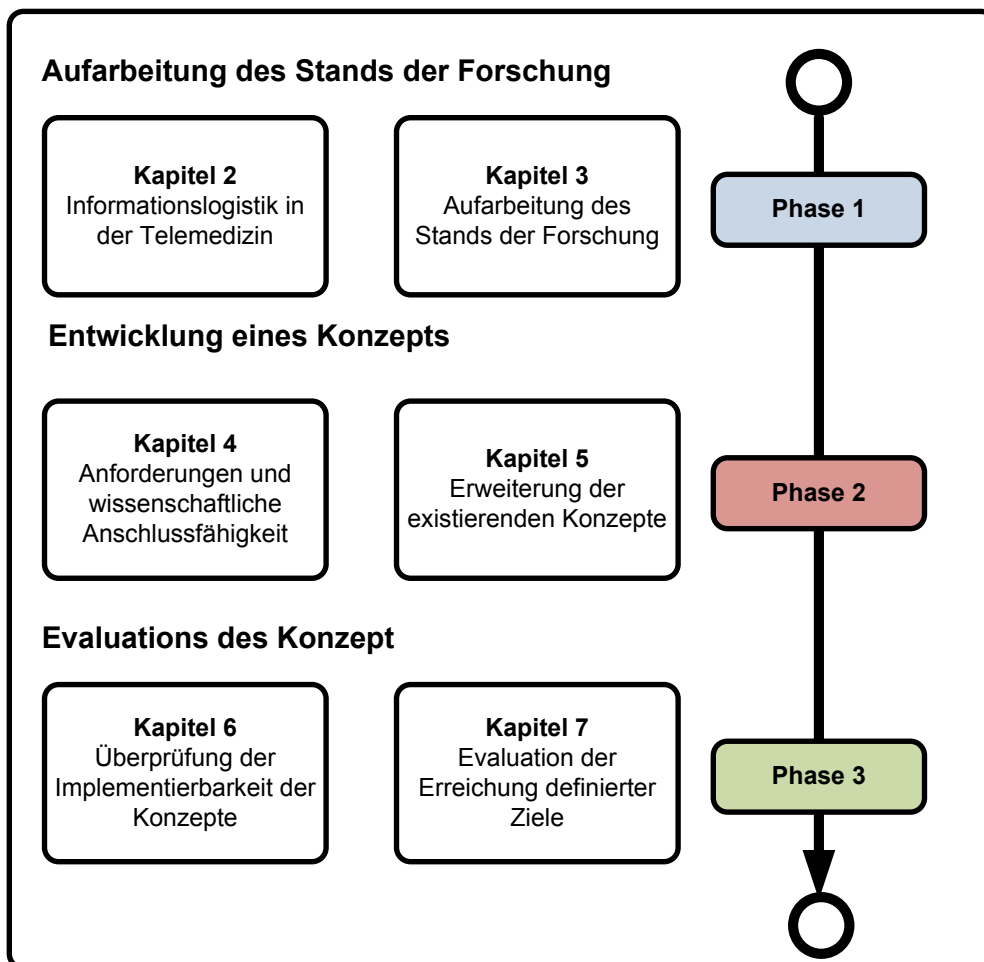 Aufarbeitung des Stands der Forschung
Kapitel 2
Informationslogistik in
der Telemedizin
Kapitel 3
Aufarbeitung des
Stands der Forschung
Phase 1
Entwicklung eines Konzepts
Kapitel 4
Anforderungen und
wissenschaftliche
Anschlussfähigkeit
Kapitel 5
Erweiterung der
existierenden Konzepte
Phase 2
Evaluations des Konzept
Kapitel 6
Überprüfung der
Implementierbarkeit der
Konzepte
Kapitel 7
Evaluation der
Erreichung definierter
Ziele
Phase 3